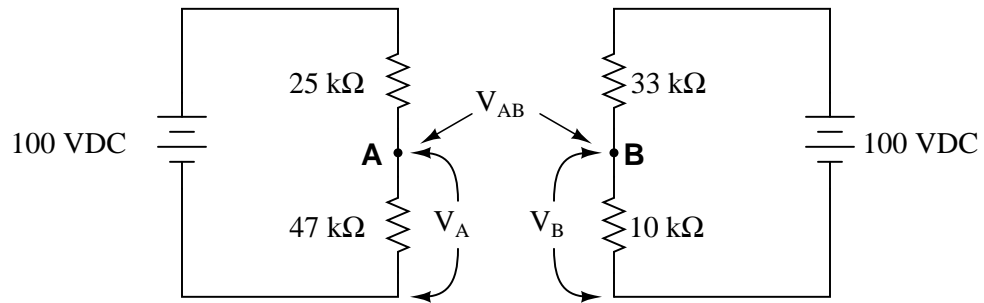 25 kΩ
33 kΩ
V_AB
100 VDC
A
B
100 VDC
47 kΩ
V_A
V_B
10 kΩ